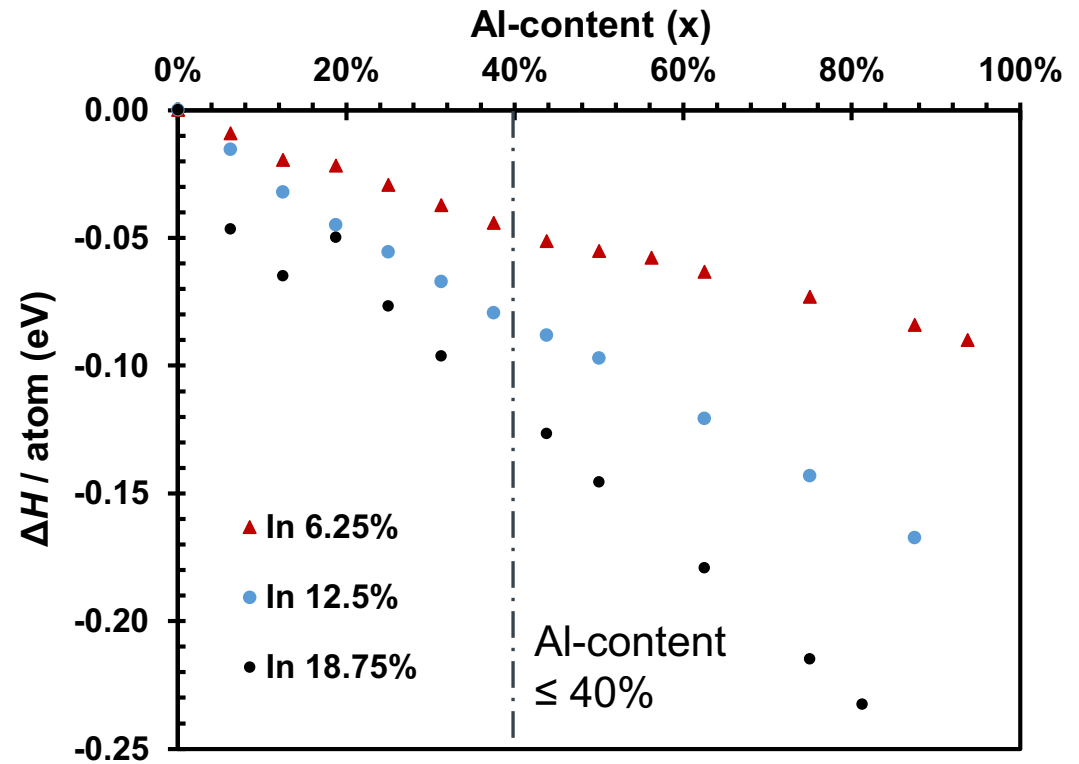 Al-content (x)
0% 20% 40% 60% 80% 100%
0.00
-0.05
-0.10
-0.15
-0.20
-0.25
ΔH / atom (eV)
In 6.25%
In 12.5%
In 18.75%
Al-content
≤ 40%